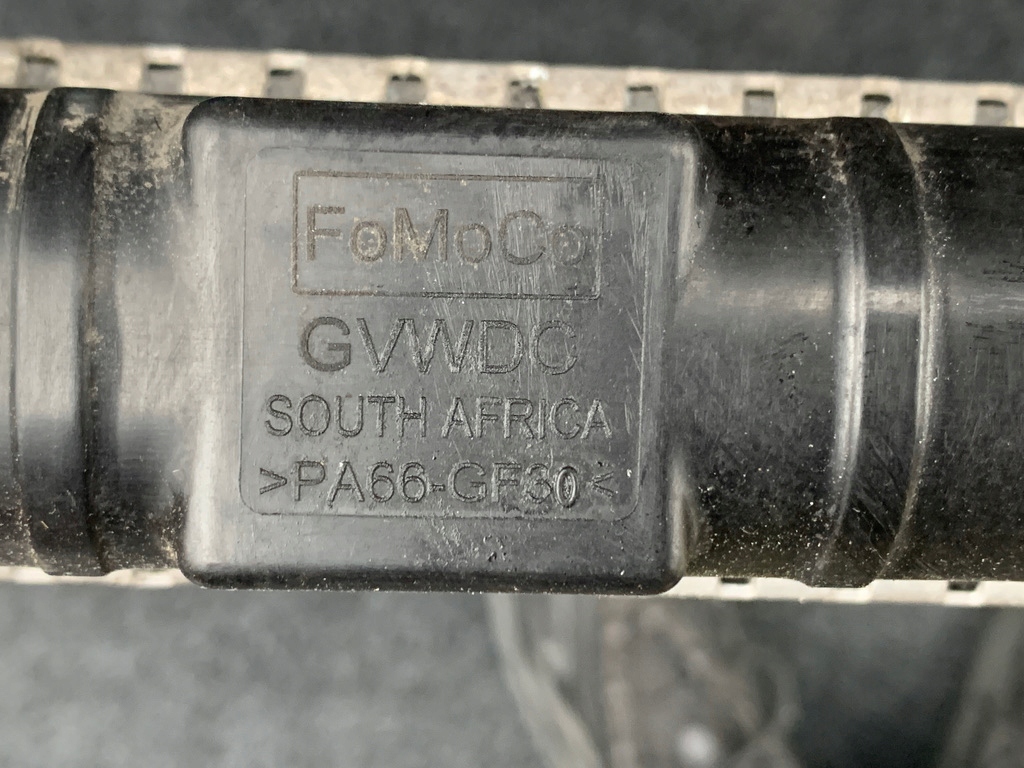 FoMoCo
GVWDC
SOUTH AFRICA
>PA66-GF30<